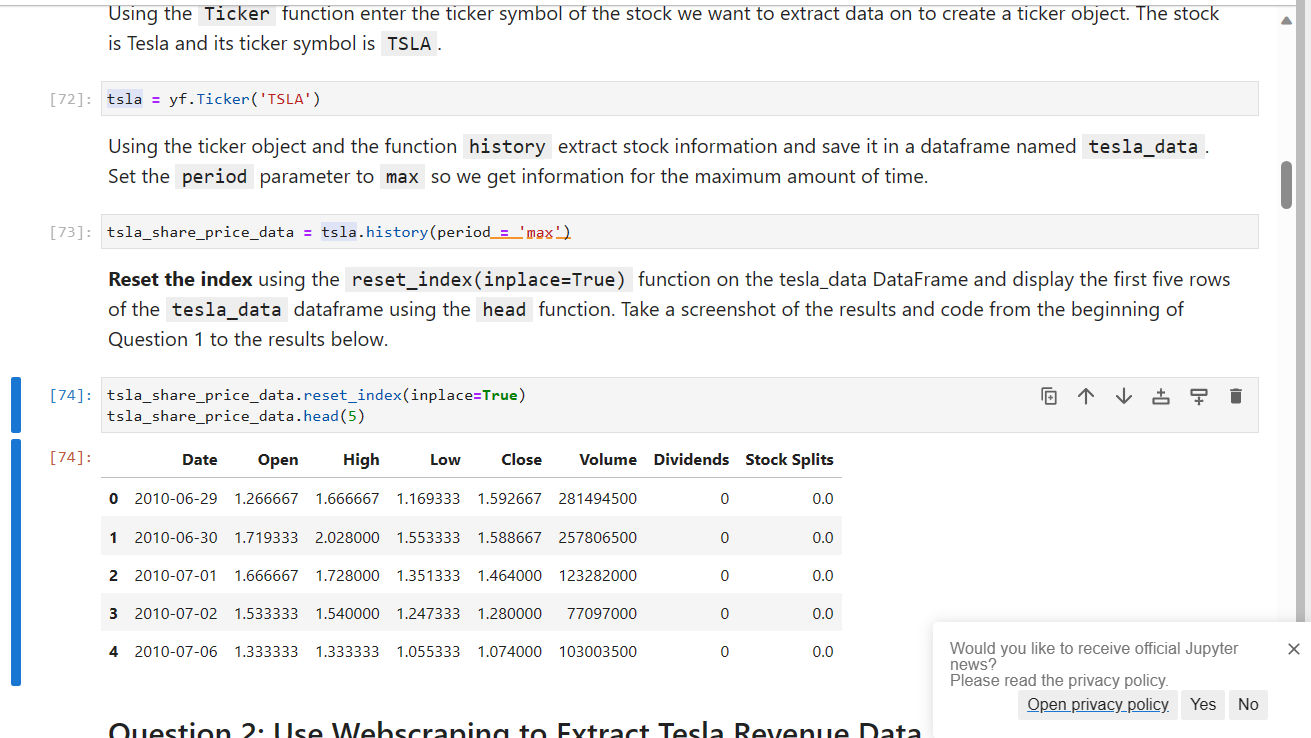 Using the Ticker function enter the ticker symbol of the stock we want to extract data on to create a ticker object. The stock
is Tesla and its ticker symbol is TSLA .
[72]: tsla = yf.Ticker('TSLA')
Using the ticker object and the function history extract stock information and save it in a dataframe named tesla_data .
Set the period parameter to max so we get information for the maximum amount of time.
[73]: tsla_share_price_data = tsla.history(period = 'max')
Reset the index using the reset_index(inplace=True) function on the tesla_data DataFrame and display the first five rows
of the tesla_data dataframe using the head function. Take a screenshot of the results and code from the beginning of
Question 1 to the results below.
[74]: tsla_share_price_data.reset_index(inplace=True)
tsla_share_price_data.head(5)
[74]: Date Open High Low Close Volume Dividends Stock Splits
0 2010-06-29 1.266667 1.666667 1.169333 1.592667 281494500 0 0.0
1 2010-06-30 1.719333 2.028000 1.553333 1.588667 257806500 0 0.0
2 2010-07-01 1.666667 1.728000 1.351333 1.464000 123282000 0 0.0
3 2010-07-02 1.533333 1.540000 1.247333 1.280000 77097000 0 0.0
4 2010-07-06 1.333333 1.333333 1.055333 1.074000 103003500 0 0.0
Question 2: Use Webscraping to Extract Tesla Revenue Data
Would you like to receive official Jupyter
news?
Please read the privacy policy.
Open privacy policy Yes No